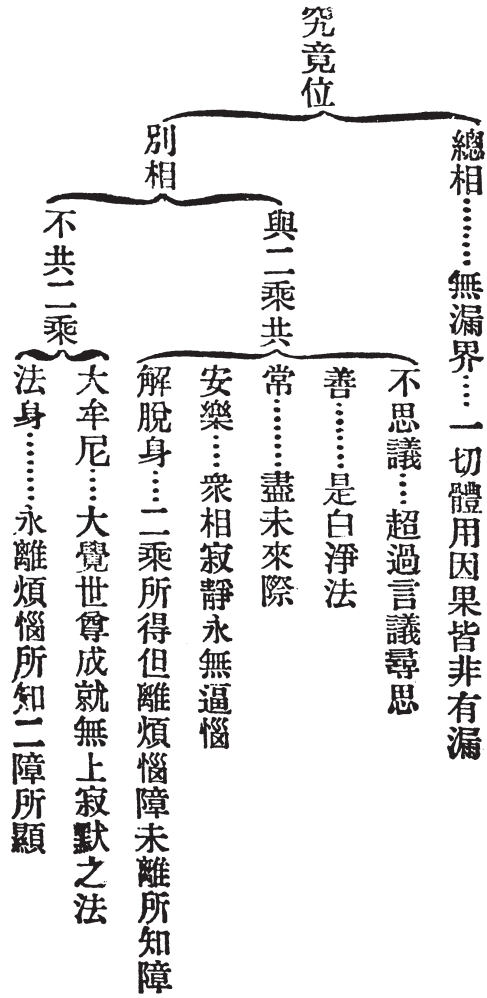 究竟位
總相………無漏界……一切體用因果皆非有漏
別相
與二乘共
不思議……超過言議尋思
善………是白淨法
常………盡未來際
安樂……衆相寂靜永無逼惱
解脫身……二乘所得但離煩惱障未離所知障
不共二乘
大牟尼……大覺世尊成就無上寂默之法
法身………永離煩惱所知二障所顯